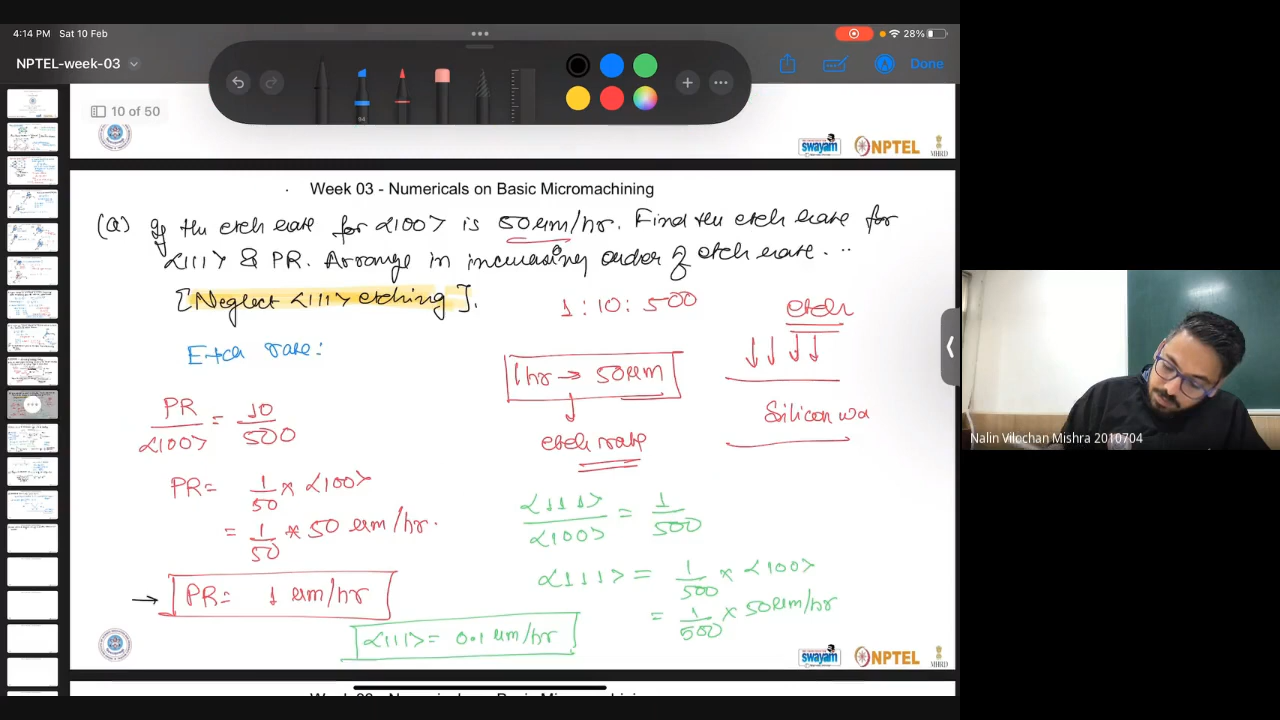 4:14 PM Sat 10 Feb
28%
NPTEL-week-03
Done
94
10 of 50
swayam NPTEL MHRD
Week 03 - Numericals on Basic Micromachining
(a) If the etch rate for <100> is 50um/hr. Find the etch rate for
<111> & PR. Arrange in increasing order of etch rate. ..
[Neglect <111> etching]
1:10:500
etch
Etch rate:
1hr → 50um
Silicon wa
PR/<100> = 10/500
etch rate
PR= 1/50 * <100>
= 1/50 * 50 um/hr.
<111>/<100> = 1/500
<111> = 1/500 * <100>
= 1/500 * 50um/hr
→ PR= 1 um/hr
<111> = 0.1 um/hr
swayam NPTEL MHRD
Nalin Vilochan Mishra 2010704